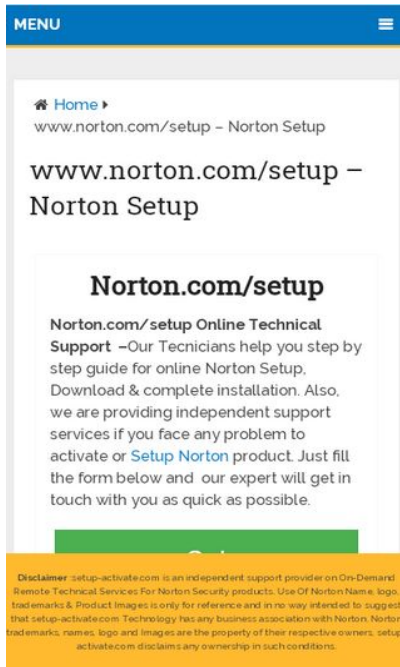 MENU
Home
www.norton.com/setup – Norton Setup
www.norton.com/setup –
Norton Setup
Norton.com/setup
Norton.com/setup Online Technical
Support –Our Tecnicians help you step by
step guide for online Norton Setup,
Download & complete installation. Also,
we are providing independent support
services if you face any problem to
activate or Setup Norton product. Just fill
the form below and our expert will get in
touch with you as quick as possible.
Disclaimer :setup-activate.com is an independent support provider on On-Demand
Remote Technical Services For Norton Security products. Use Of Norton Name, logo,
trademarks & Product Images is only for reference and in no way intended to suggest
that setup-activate.com Technology has any business association with Norton. Norton
trademarks, names, logo and Images are the property of their respective owners, setup-
activate.com disclaims any ownership in such conditions.